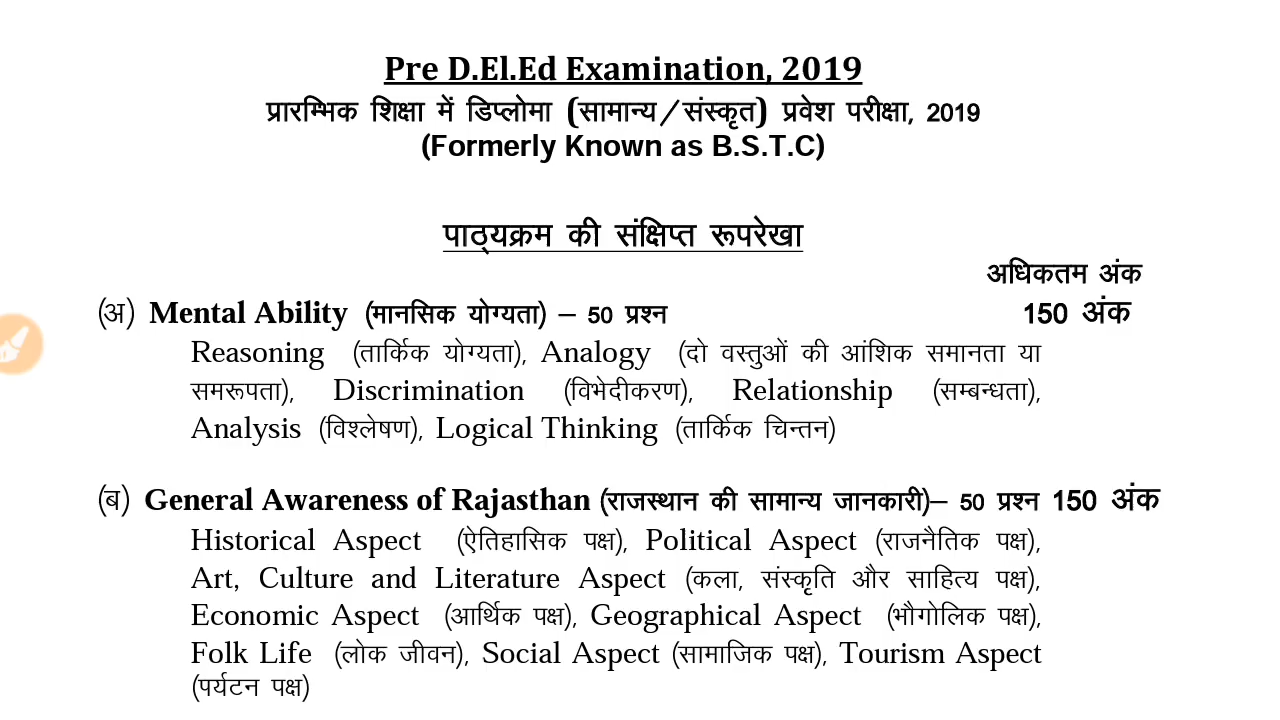 Pre D.El.Ed Examination, 2019
प्रारम्भिक शिक्षा में डिप्लोमा (सामान्य/संस्कृत) प्रवेश परीक्षा, 2019
(Formerly Known as B.S.T.C)
पाठ्यक्रम की संक्षिप्त रूपरेखा
अधिकतम अंक
(अ) Mental Ability (मानसिक योग्यता) – 50 प्रश्न 150 अंक
Reasoning (तार्किक योग्यता), Analogy (दो वस्तुओं की आंशिक समानता या
समरूपता), Discrimination (विभेदीकरण), Relationship (सम्बन्धता),
Analysis (विश्लेषण), Logical Thinking (तार्किक चिन्तन)
(ब) General Awareness of Rajasthan (राजस्थान की सामान्य जानकारी)– 50 प्रश्न 150 अंक
Historical Aspect (ऐतिहासिक पक्ष), Political Aspect (राजनैतिक पक्ष),
Art, Culture and Literature Aspect (कला, संस्कृति और साहित्य पक्ष),
Economic Aspect (आर्थिक पक्ष), Geographical Aspect (भौगोलिक पक्ष),
Folk Life (लोक जीवन), Social Aspect (सामाजिक पक्ष), Tourism Aspect
(पर्यटन पक्ष)